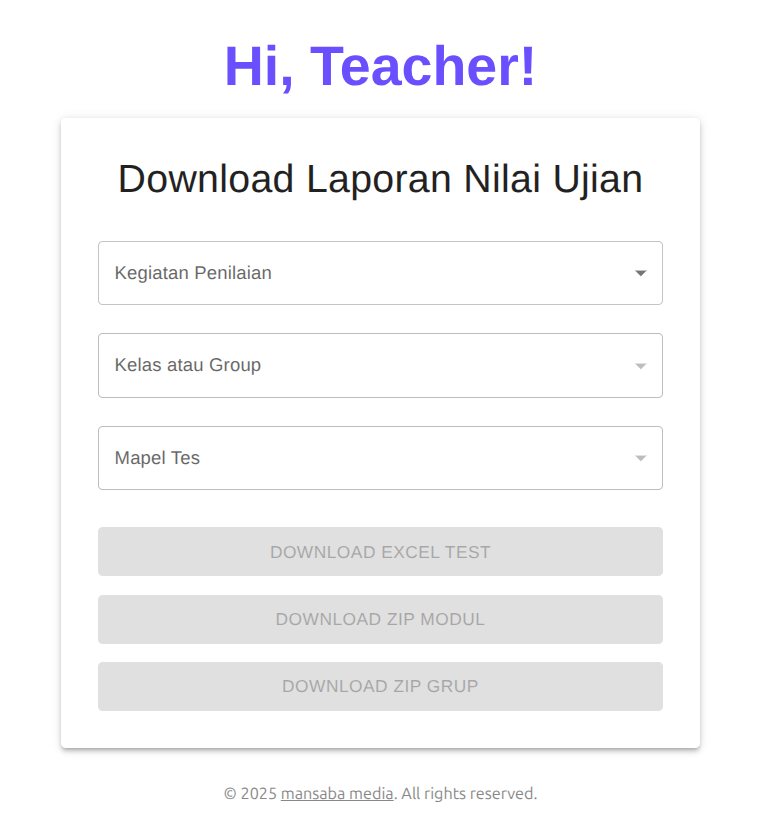 Hi, Teacher!
Download Laporan Nilai Ujian
Kegiatan Penilaian
Kelas atau Group
Mapel Tes
DOWNLOAD EXCEL TEST
DOWNLOAD ZIP MODUL
DOWNLOAD ZIP GRUP
© 2025 mansaba media. All rights reserved.